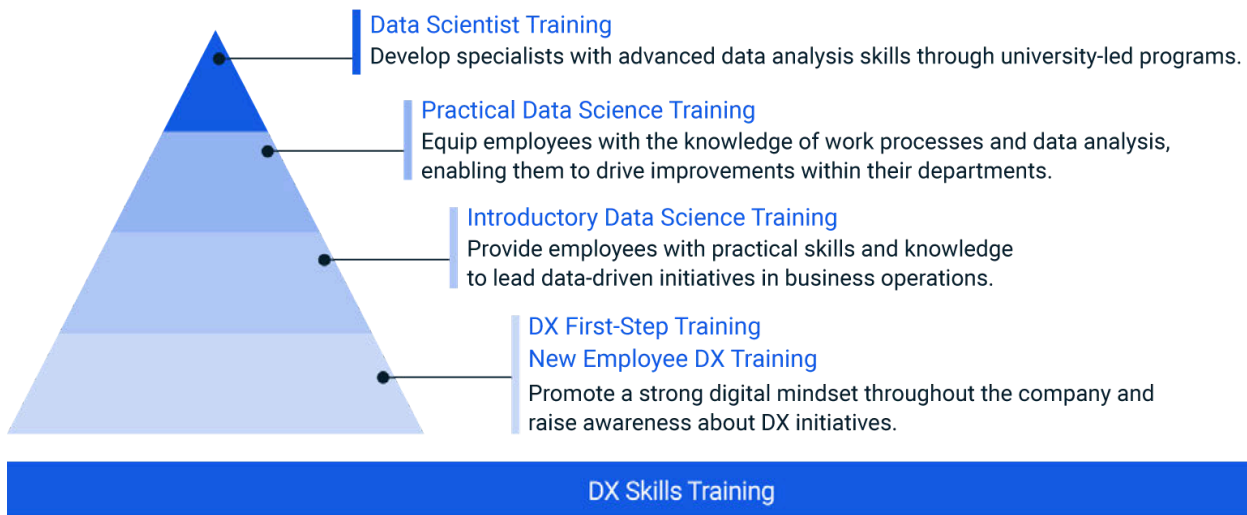 Data Scientist Training
Develop specialists with advanced data analysis skills through university-led programs.
Practical Data Science Training
Equip employees with the knowledge of work processes and data analysis,
enabling them to drive improvements within their departments.
Introductory Data Science Training
Provide employees with practical skills and knowledge
to lead data-driven initiatives in business operations.
DX First-Step Training
New Employee DX Training
Promote a strong digital mindset throughout the company and
raise awareness about DX initiatives.
DX Skills Training